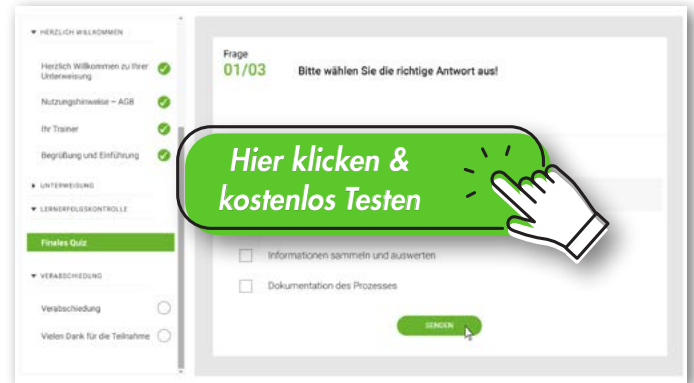 HERZLICH WILLKOMMEN
Herzlich Willkommen zu Ihrer
Unterweisung
Nutzungshinweise – AGB
Ihr Trainer
Begrüßung und Einführung
UNTERWEISUNG
LERNERFOLGSKONTROLLE
Finales Quiz
VERABSCHIEDUNG
Verabschiedung
Vielen Dank für die Teilnahme
Frage
01/03
Bitte wählen Sie die richtige Antwort aus!
Hier klicken &
kostenlos Testen
Informationen sammeln und auswerten
Dokumentation des Prozesses
SENDEN